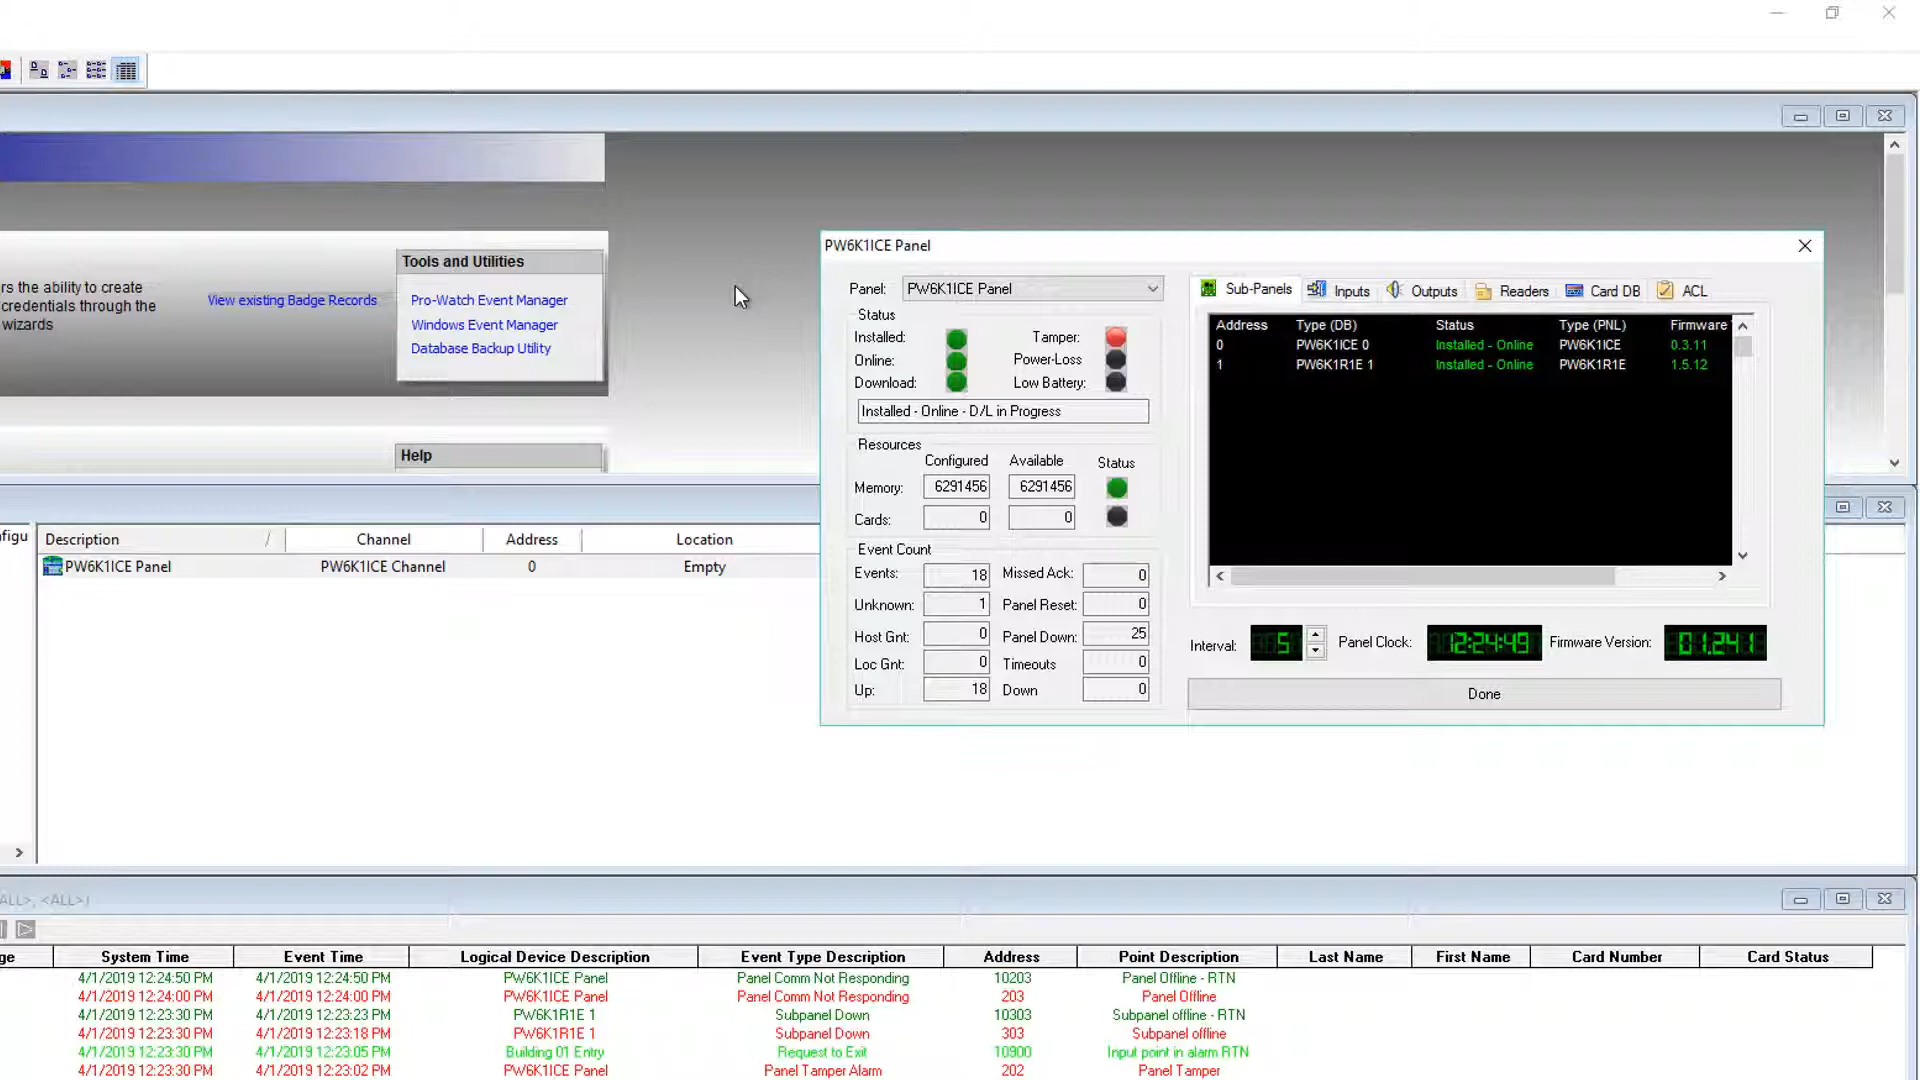 rs the ability to create
credentials through the
wizards
View existing Badge Records
Tools and Utilities
Pro-Watch Event Manager
Windows Event Manager
Database Backup Utility
Help
PW6K1ICE Panel
Panel: PW6K1ICE Panel
Status
Installed: Tamper:
Online: Power-Loss
Download: Low Battery:
Installed - Online - D/L in Progress
Resources
Configured Available Status
Memory: 6291456 6291456
Cards: 0 0
Event Count
Events: 18 Missed Ack: 0
Unknown: 1 Panel Reset: 0
Host Gnt: 0 Panel Down: 25
Loc Gnt: 0 Timeouts 0
Up: 18 Down 0
Sub-Panels Inputs Outputs Readers Card DB ACL
Address Type (DB) Status Type (PNL) Firmware
0 PW6K1ICE 0 Installed - Online PW6K1ICE 0.3.11
1 PW6K1R1E 1 Installed - Online PW6K1R1E 1.5.12
Interval: 5 Panel Clock: 12:24:49 Firmware Version: 01.241
Done
nfigu Description / Channel Address Location
PW6K1ICE Panel PW6K1ICE Channel 0 Empty
ALL>, <ALL>)
ge System Time Event Time Logical Device Description Event Type Description Address Point Description Last Name First Name Card Number Card Status
4/1/2019 12:24:50 PM 4/1/2019 12:24:50 PM PW6K1ICE Panel Panel Comm Not Responding 10203 Panel Offline - RTN
4/1/2019 12:24:00 PM 4/1/2019 12:24:00 PM PW6K1ICE Panel Panel Comm Not Responding 203 Panel Offline
4/1/2019 12:23:30 PM 4/1/2019 12:23:23 PM PW6K1R1E 1 Subpanel Down 10303 Subpanel offline - RTN
4/1/2019 12:23:30 PM 4/1/2019 12:23:18 PM PW6K1R1E 1 Subpanel Down 303 Subpanel offline
4/1/2019 12:23:30 PM 4/1/2019 12:23:05 PM Building 01 Entry Request to Exit 10900 Input point in alarm RTN
4/1/2019 12:23:30 PM 4/1/2019 12:23:02 PM PW6K1ICE Panel Panel Tamper Alarm 202 Panel Tamper